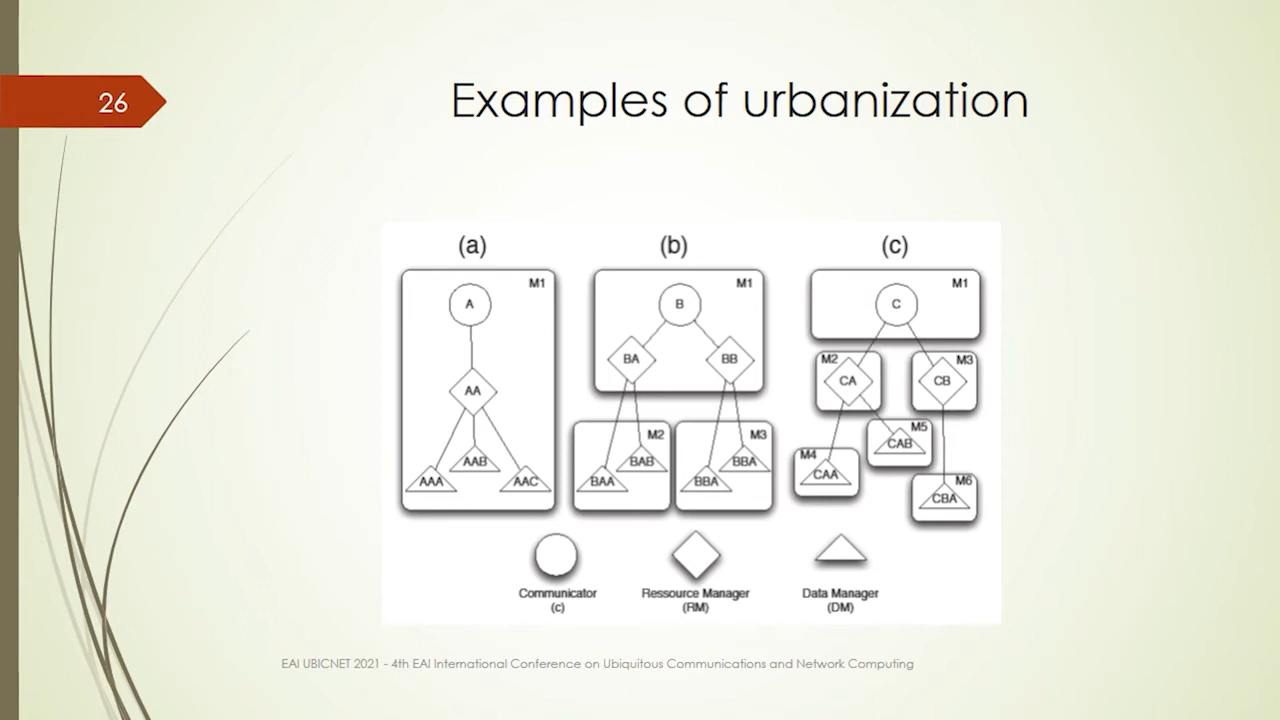 26
Examples of urbanization
(a)
(b)
(c)
M1
A
AA
AAB
AAA
AAC
M1
B
BA
BB
M2
BAB
BAA
M3
BBA
BBA
M1
C
M2
CA
M3
CB
M5
CAB
M4
CAA
M6
CBA
Communicator
(c)
Ressource Manager
(RM)
Data Manager
(DM)
EAI UBICNET 2021 - 4th EAI International Conference on Ubiquitous Communications and Network Computing